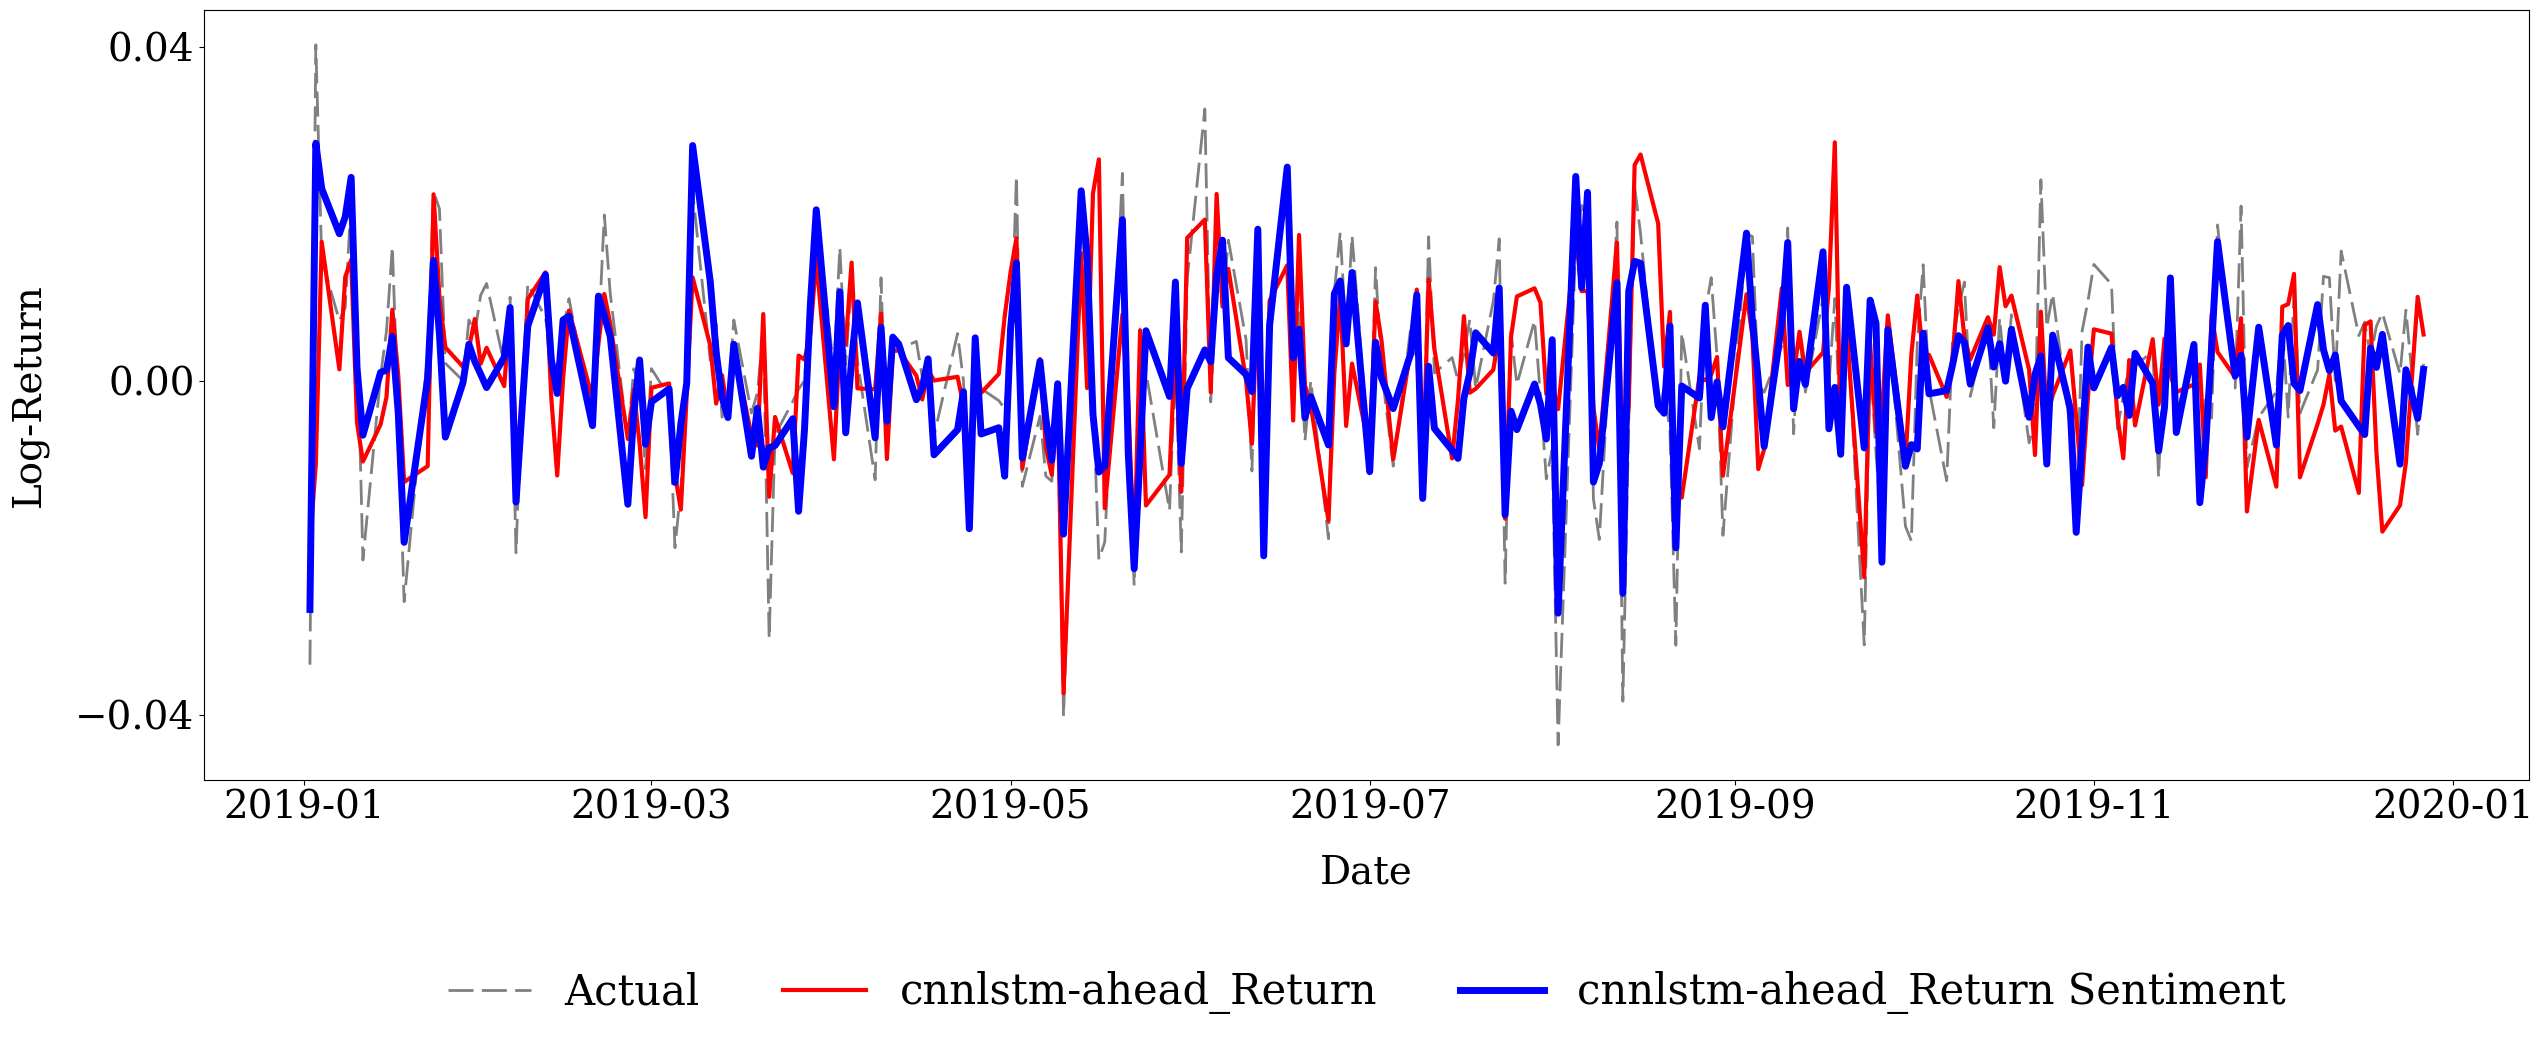 Log-Return
0.04
0.00
−0.04
2019-01 2019-03 2019-05 2019-07 2019-09 2019-11 2020-01
Date
Actual cnnlstm-ahead_Return cnnlstm-ahead_Return Sentiment